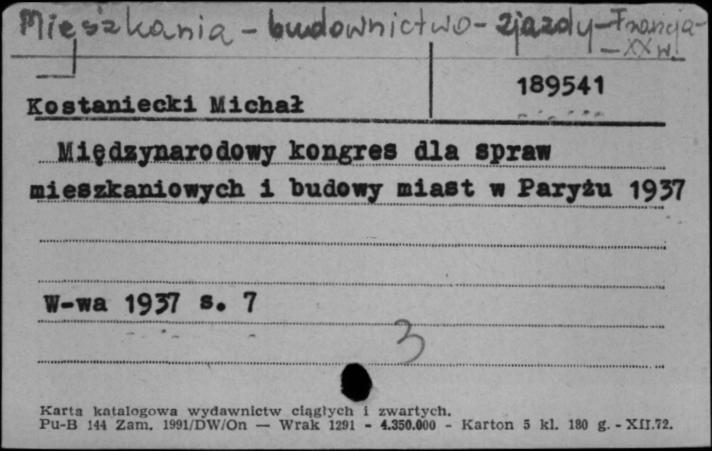 Mieszkania - budownictwo - zjazdy - Francja -
- XX w.
189541
Kostaniecki Michał
Międzynarodowy kongres dla spraw
mieszkaniowych i budowy miast w Paryżu 1937
W-wa 1937 s. 7
3
Karta katalogowa wydawnictw ciągłych i zwartych.
Pu-B 144 Zam. 1991/DW/On — Wrak 1291 - 4.350.000 - Karton 5 kl. 180 g. - XII.72.